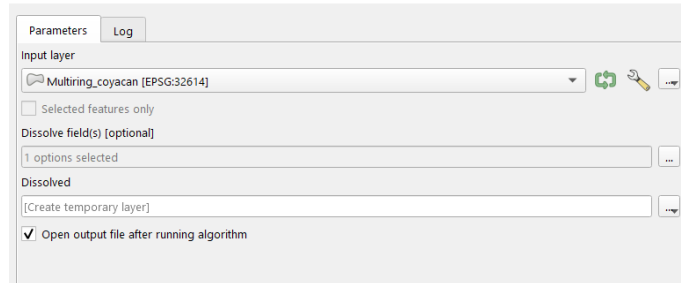 Parameters Log
Input layer
Multiring_coyacan [EPSG:32614]
...
Selected features only
Dissolve field(s) [optional]
1 options selected
...
Dissolved
[Create temporary layer]
...
Open output file after running algorithm